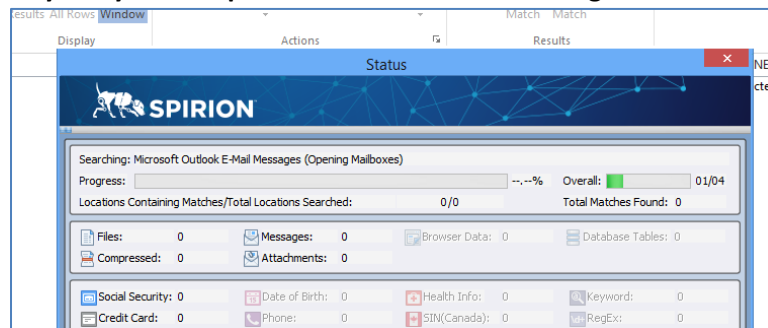 Results All Rows Window Match Match
Display Actions Results
Status
SPIRION
Searching: Microsoft Outlook E-Mail Messages (Opening Mailboxes)
Progress: --.--% Overall: 01/04
Locations Containing Matches/Total Locations Searched: 0/0 Total Matches Found: 0
Files: 0 Messages: 0 Browser Data: 0 Database Tables: 0
Compressed: 0 Attachments: 0
Social Security: 0 Date of Birth: 0 Health Info: 0 Keyword: 0
Credit Card: 0 Phone: 0 SIN(Canada): 0 RegEx: 0